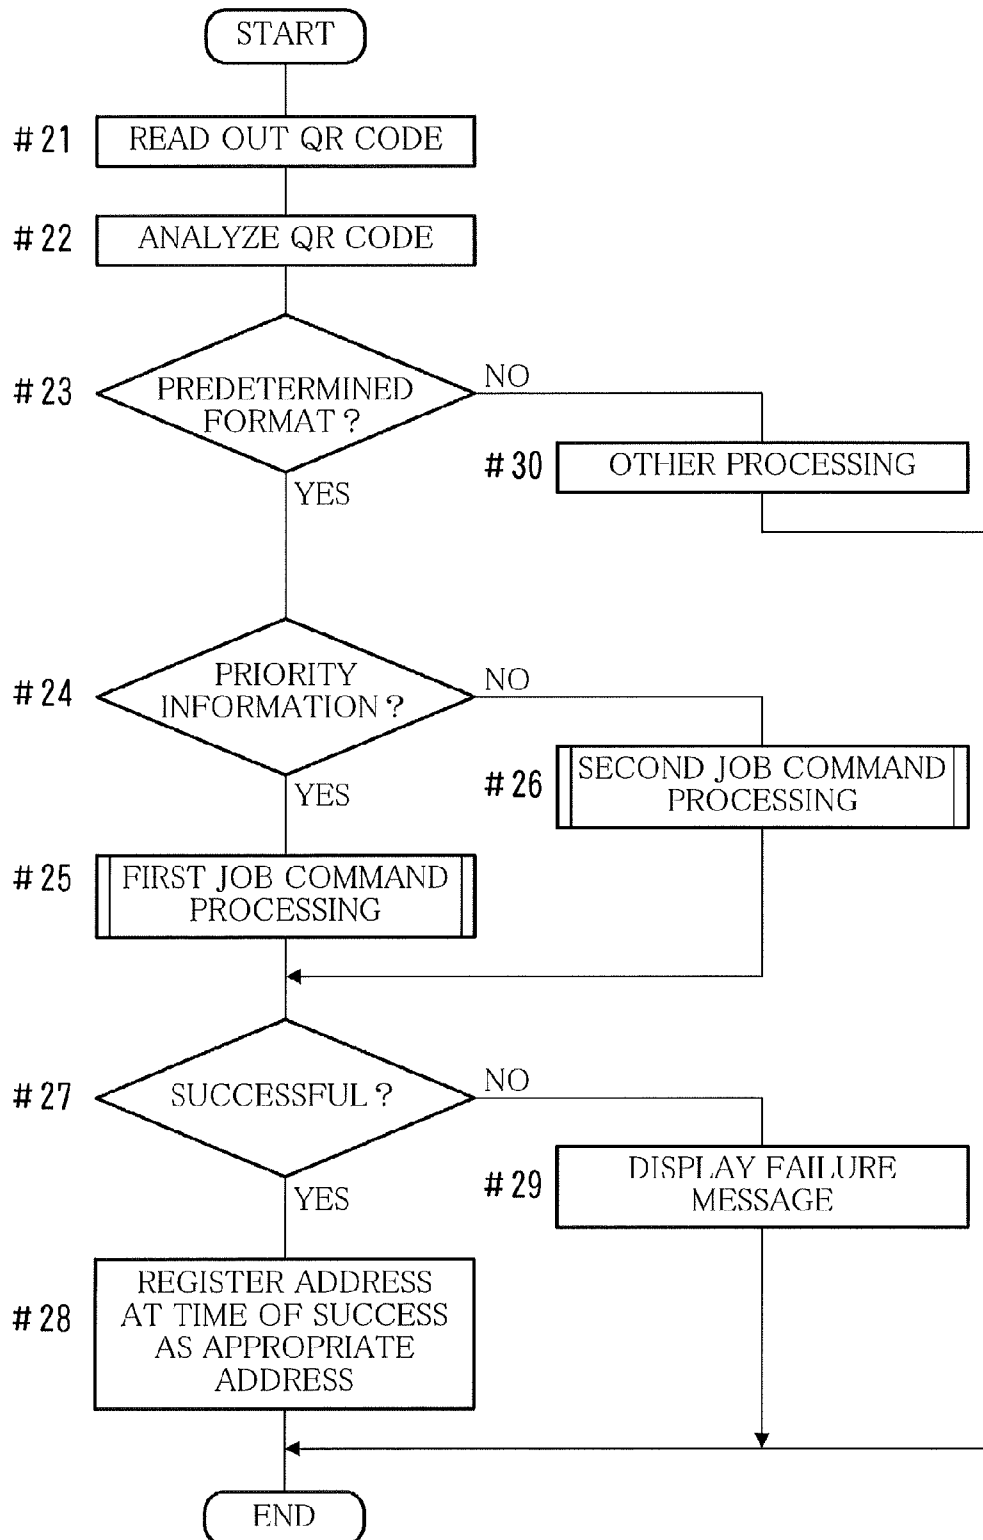 START
#21
READ OUT QR CODE
#22
ANALYZE QR CODE
#23
PREDETERMINED
FORMAT?
NO
YES
#30
OTHER PROCESSING
#24
PRIORITY
INFORMATION?
NO
YES
#26
SECOND JOB COMMAND
PROCESSING
#25
FIRST JOB COMMAND
PROCESSING
#27
SUCCESSFUL?
NO
YES
#29
DISPLAY FAILURE
MESSAGE
#28
REGISTER ADDRESS
AT TIME OF SUCCESS
AS APPROPRIATE
ADDRESS
END